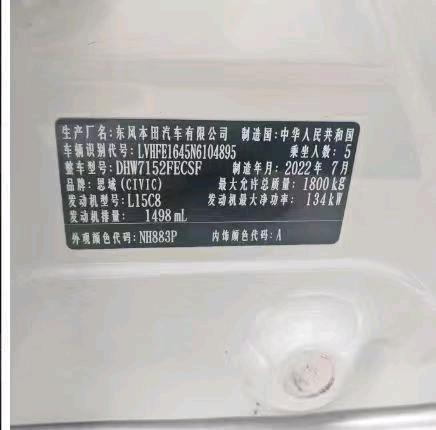 生产厂名:东风本田汽车有限公司 制造国:中华人民共和国
车辆识别代号:LVHFE1645N6104895 乘坐人数:5
整车型号:DHW7152FECSF 制造年月:2022年7月
品牌:思域(CIVIC) 最大允许总质量:1800kg
发动机型号:L15C8 发动机最大净功率:134kW
发动机排量:1498mL
外观颜色代码:NH883P 内饰颜色代码:A